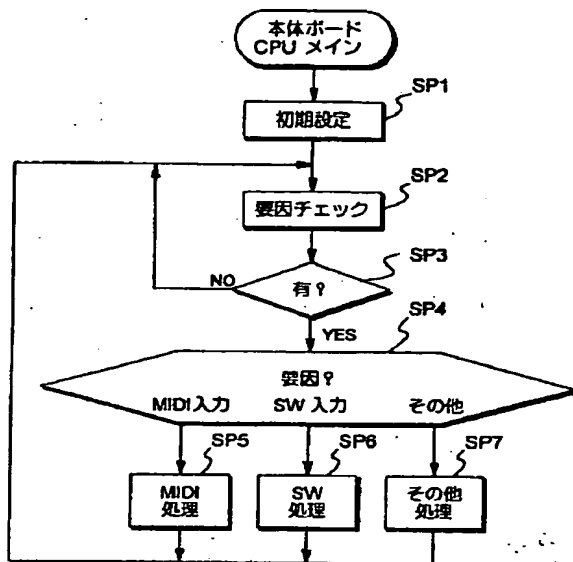 本体ボード
CPU メイン
SP1
初期設定
SP2
要因チェック
SP3
NO
有?
SP4
YES
要因?
MIDI入力 SW 入力 その他
SP5 SP6 SP7
MIDI
処理
SW
処理
その他
処理